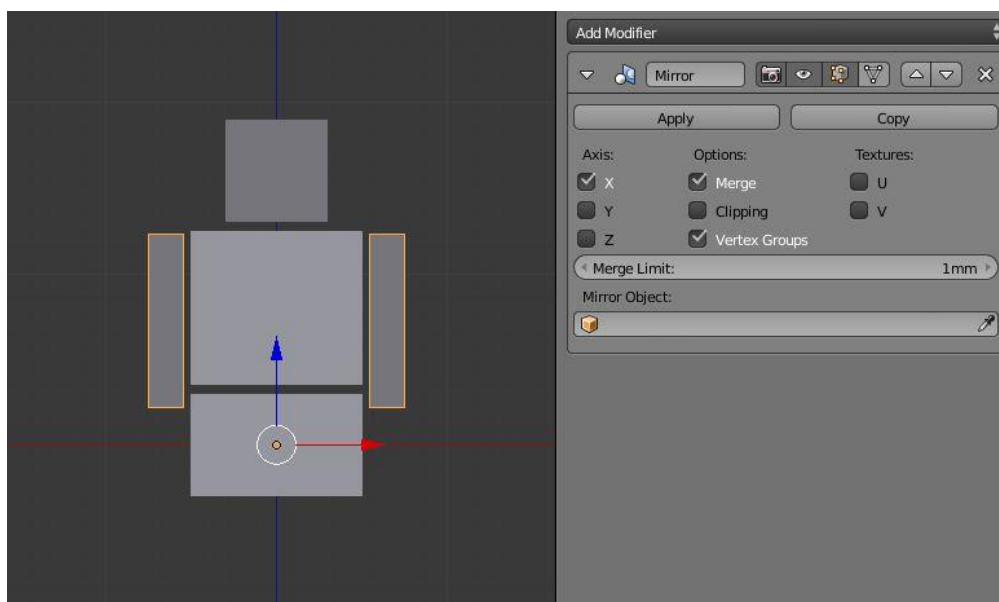 Add Modifier
Mirror
Apply Copy
Axis: Options: Textures:
X Merge U
Y Clipping V
Z Vertex Groups
Merge Limit: 1mm
Mirror Object: